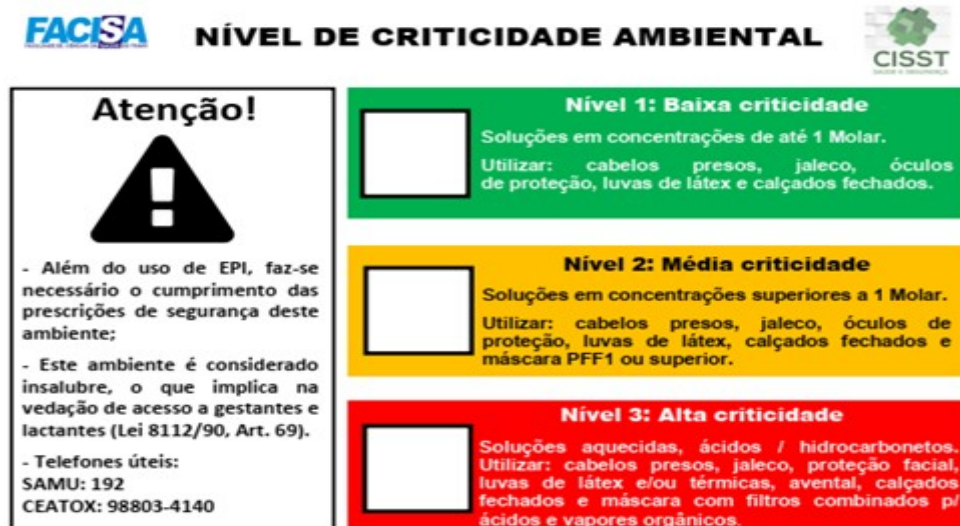 FACISA
NÍVEL DE CRITICIDADE AMBIENTAL
CISST
SAÚDE E SEGURANÇA
Atenção!
- Além do uso de EPI, faz-se
necessário o cumprimento das
prescrições de segurança deste
ambiente;
- Este ambiente é considerado
insalubre, o que implica na
vedação de acesso a gestantes e
lactantes (Lei 8112/90, Art. 69).
- Telefones úteis:
SAMU: 192
CEATOX: 98803-4140
Nível 1: Baixa criticidade
Soluções em concentrações de até 1 Molar.
Utilizar: cabelos presos, jaleco, óculos
de proteção, luvas de látex e calçados fechados.
Nível 2: Média criticidade
Soluções em concentrações superiores a 1 Molar.
Utilizar: cabelos presos, jaleco, óculos de
proteção, luvas de látex, calçados fechados e
máscara PFF1 ou superior.
Nível 3: Alta criticidade
Soluções aquecidas, ácidos / hidrocarbonetos.
Utilizar: cabelos presos, jaleco, proteção facial,
luvas de látex e/ou térmicas, avental, calçados
fechados e máscara com filtros combinados p/
ácidos e vapores orgânicos.